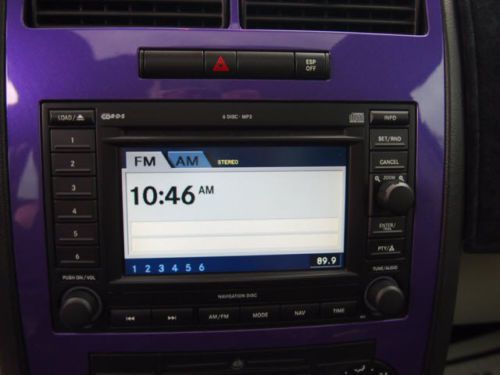 ESP OFF
LOAD/▲
R·D·S
6 DISC · MP3
INFO
1
2
3
4
5
6
SET/RND
CANCEL
ZOOM
ENTER/
PTY/
TUNE/AUDIO
FM AM STEREO
10:46 AM
1 2 3 4 5 6 89.9
PUSH ON / VOL
NAVIGATION DISC
AM/FM MODE NAV TIME